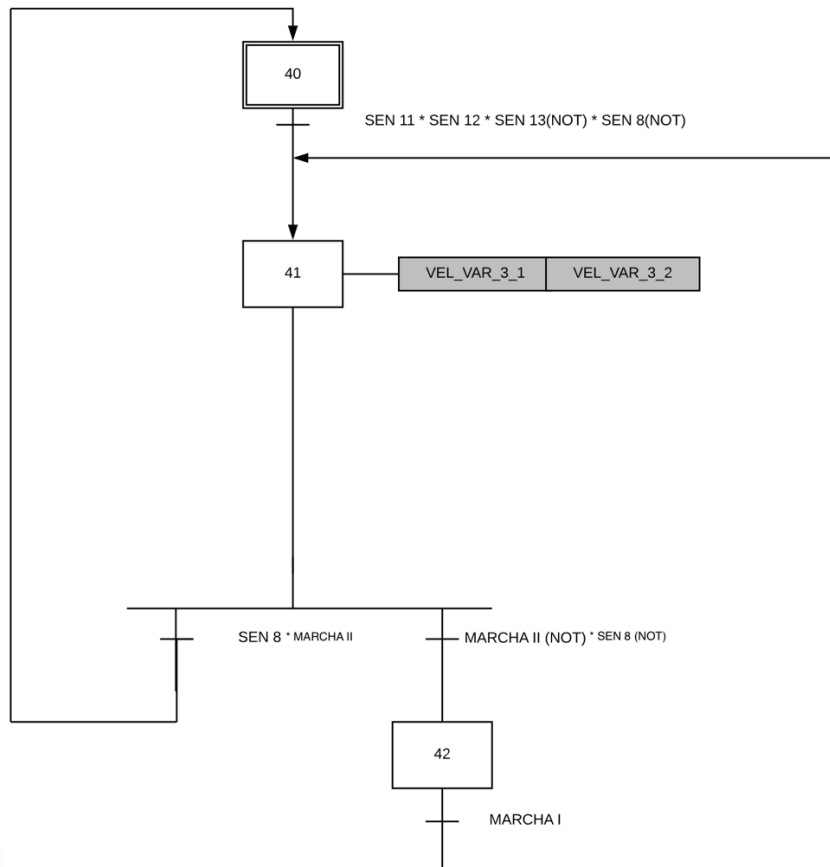 40
SEN 11 * SEN 12 * SEN 13(NOT) * SEN 8(NOT)
41
VEL_VAR_3_1
VEL_VAR_3_2
SEN 8 * MARCHA II
MARCHA II (NOT) * SEN 8 (NOT)
42
MARCHA I